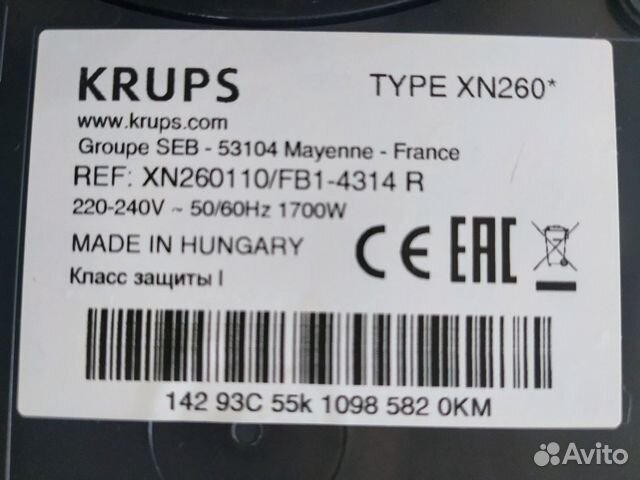 KRUPS
TYPE XN260*
www.krups.com
Groupe SEB - 53104 Mayenne - France
REF: XN260110/FB1-4314 R
220-240V ~ 50/60Hz 1700W
MADE IN HUNGARY
CE EAC
Класс защиты I
142 93C 55k 1098 582 0KM
Avito